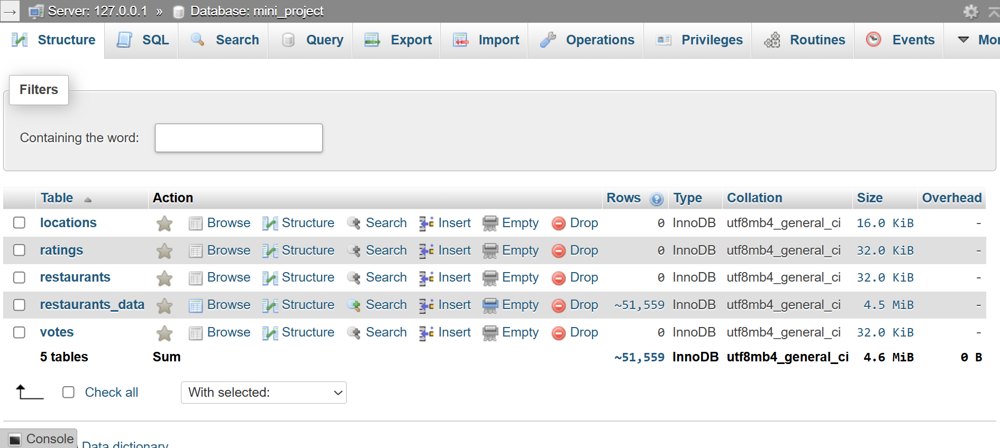 → Server: 127.0.0.1 » Database: mini_project
Structure SQL Search Query Export Import Operations Privileges Routines Events Mor
Filters
Containing the word:
Table Action Rows Type Collation Size Overhead
locations Browse Structure Search Insert Empty Drop 0 InnoDB utf8mb4_general_ci 16.0 KiB -
ratings Browse Structure Search Insert Empty Drop 0 InnoDB utf8mb4_general_ci 32.0 KiB -
restaurants Browse Structure Search Insert Empty Drop 0 InnoDB utf8mb4_general_ci 32.0 KiB -
restaurants_data Browse Structure Search Insert Empty Drop ~51,559 InnoDB utf8mb4_general_ci 4.5 MiB -
votes Browse Structure Search Insert Empty Drop 0 InnoDB utf8mb4_general_ci 32.0 KiB -
5 tables Sum ~51,559 InnoDB utf8mb4_general_ci 4.6 MiB 0 B
Check all With selected:
Console Data dictionary